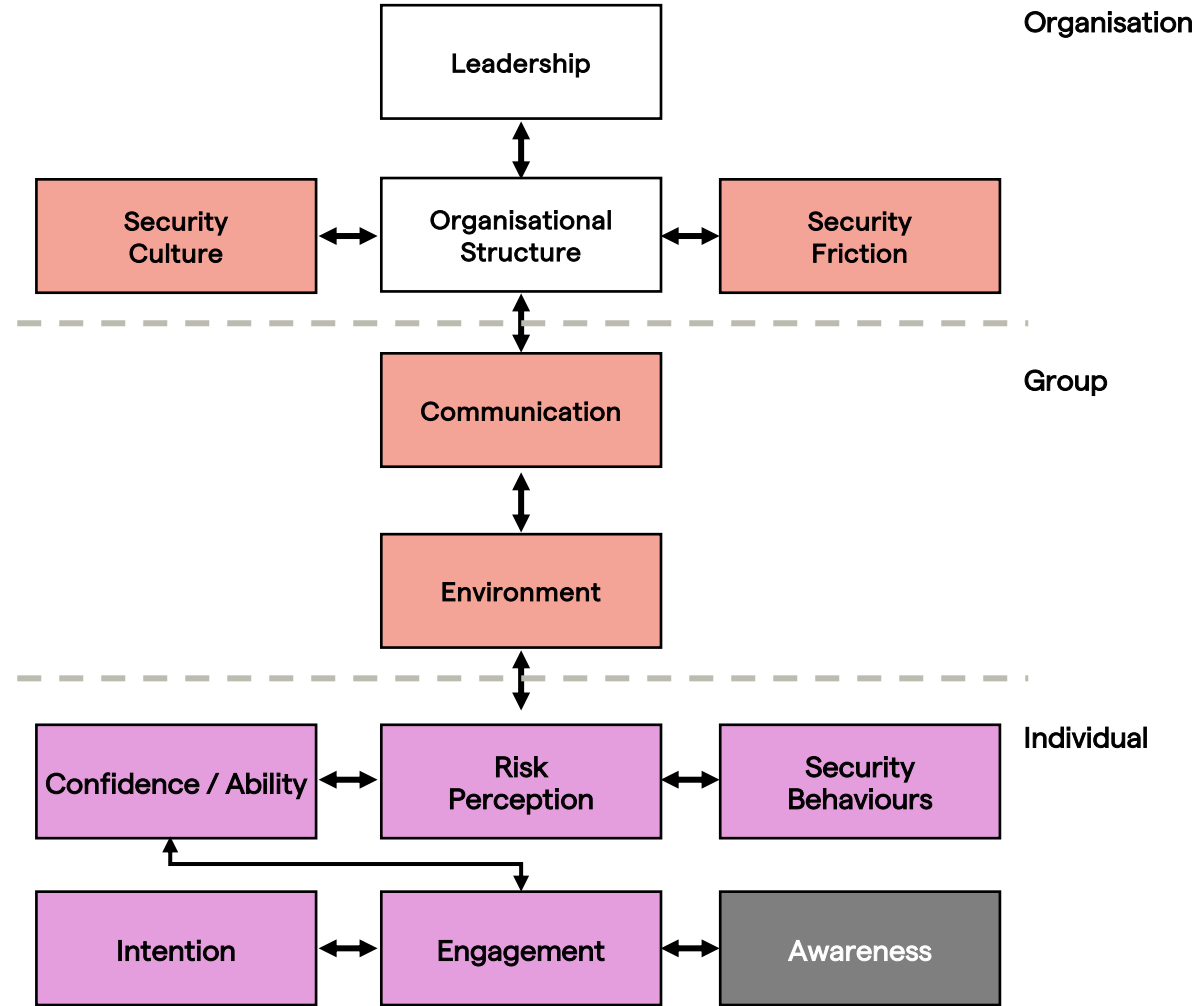 Organisation
Leadership
Security
Culture
Organisational
Structure
Security
Friction
Group
Communication
Environment
Individual
Confidence / Ability
Risk
Perception
Security
Behaviours
Intention
Engagement
Awareness